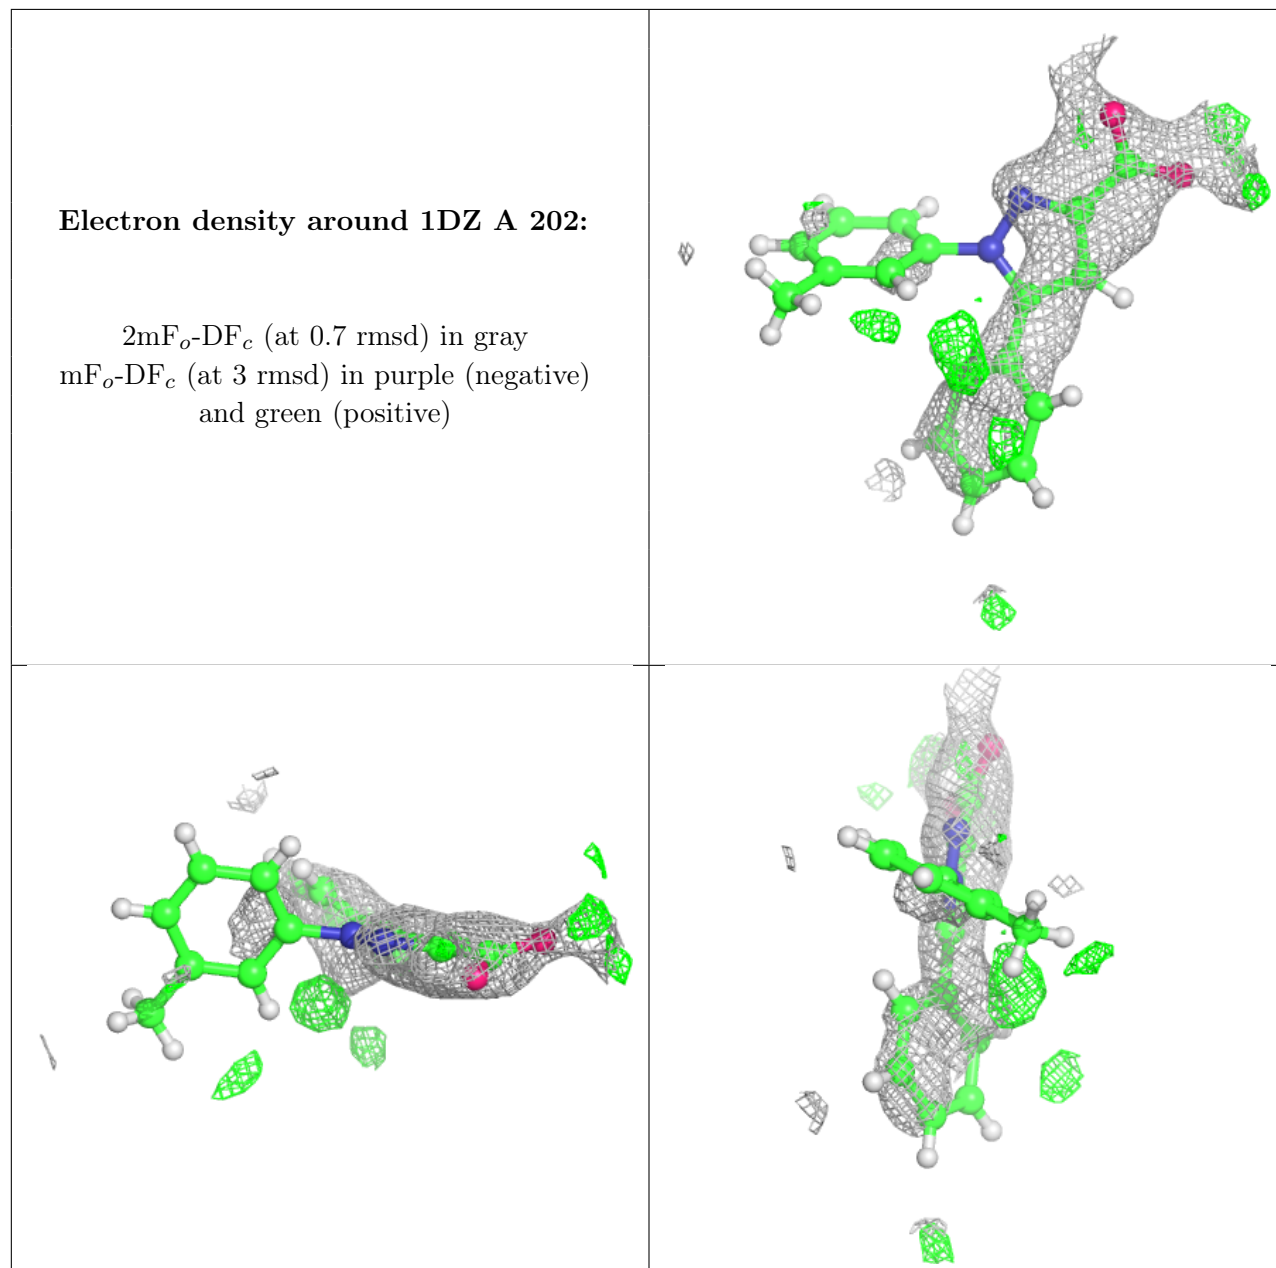 Electron density around 1DZ A 202:
2mFo-DFc (at 0.7 rmsd) in gray
mFo-DFc (at 3 rmsd) in purple (negative)
and green (positive)